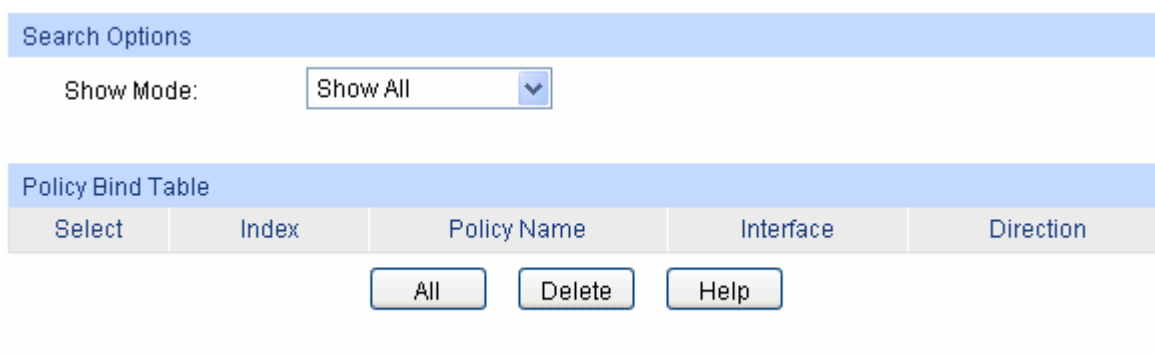 Search Options
Show Mode: Show All
Policy Bind Table
Select Index Policy Name Interface Direction
All Delete Help